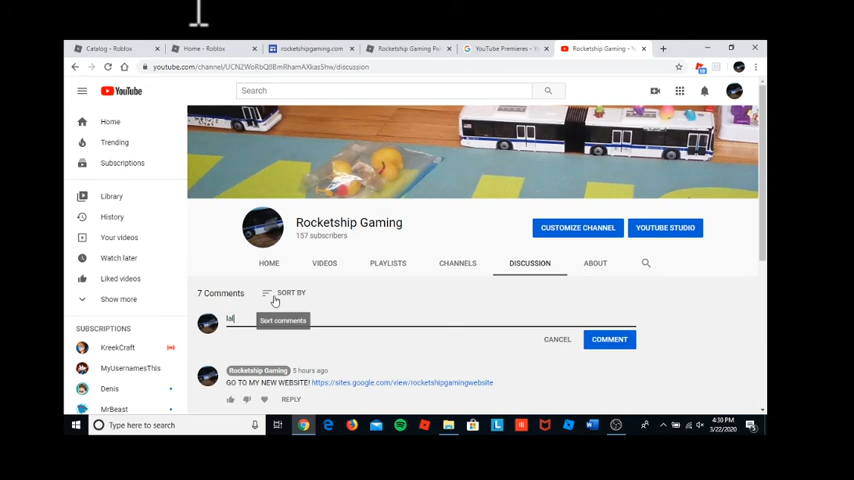 Catalog - Roblox
Home - Roblox
rocketshipgaming.com
Rocketship Gaming Pa
YouTube Premieres - Y
Rocketship Gaming - Y
youtube.com/channel/UCN2WoRbQ8BmRhamAXkas5hw/discussion
YouTube
Search
Home
Trending
Subscriptions
Library
History
Your videos
Watch later
Liked videos
Show more
SUBSCRIPTIONS
KreekCraft
MyUsernamesThis
Denis
MrBeast
Rocketship Gaming
157 subscribers
CUSTOMIZE CHANNEL
YOUTUBE STUDIO
HOME VIDEOS PLAYLISTS CHANNELS DISCUSSION ABOUT
7 Comments
SORT BY
Sort comments
CANCEL
COMMENT
Rocketship Gaming 5 hours ago
GO TO MY NEW WEBSITE! https://sites.google.com/view/rocketshipgamingwebsite
REPLY
Type here to search
4:30 PM
3/22/2020